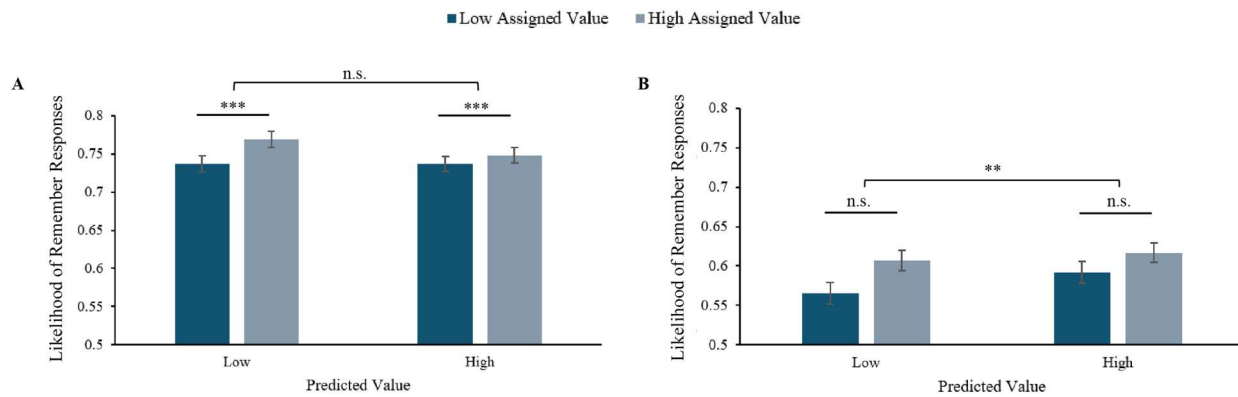 Low Assigned Value High Assigned Value
A
n.s.
*** ***
Likelihood of Remember Responses
0.8
0.75
0.7
0.65
0.6
0.55
0.5
Low High
Predicted Value
B
**
n.s. n.s.
Likelihood of Remember Responses
0.8
0.75
0.7
0.65
0.6
0.55
0.5
Low High
Predicted Value